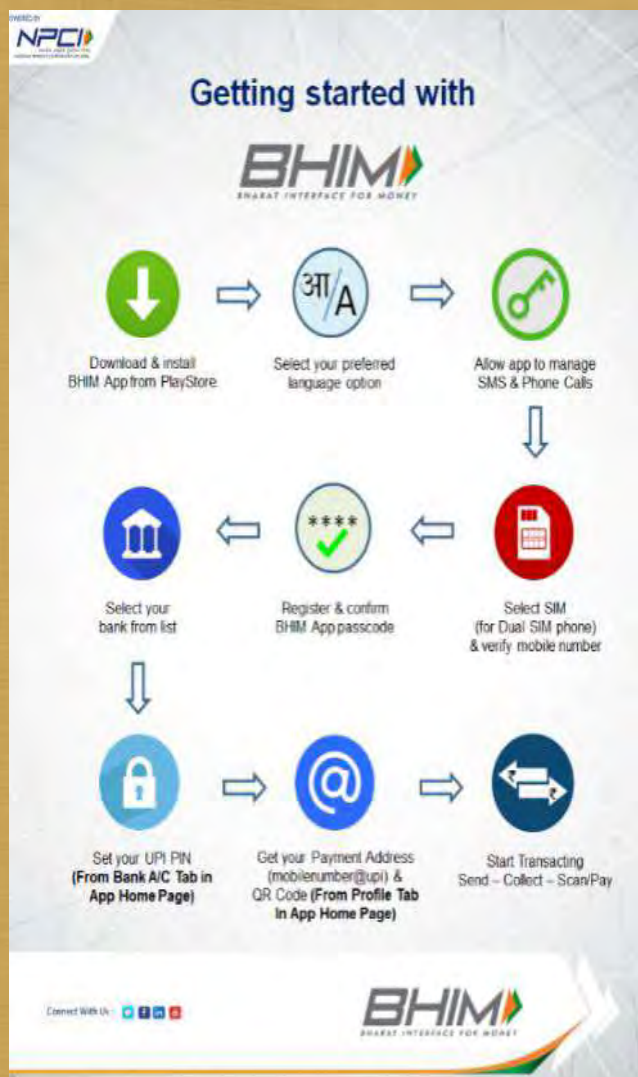 NPCI
Getting started with
BHIM
BHARAT INTERFACE FOR MONEY
आ/A
Download & install
BHIM App from PlayStore
Select your preferred
language option
Allow app to manage
SMS & Phone Calls
Select SIM
(for Dual SIM phone)
& verify mobile number
****
Register & confirm
BHIM App passcode
Select your
bank from list
Set your UPI PIN
(From Bank A/C Tab in
App Home Page)
@
Get your Payment Address
(mobilenumber@upi) &
QR Code (From Profile Tab
In App Home Page)
₹ ₹
Start Transacting
Send – Collect – Scan/Pay
Connect With Us :
BHIM
BHARAT INTERFACE FOR MONEY